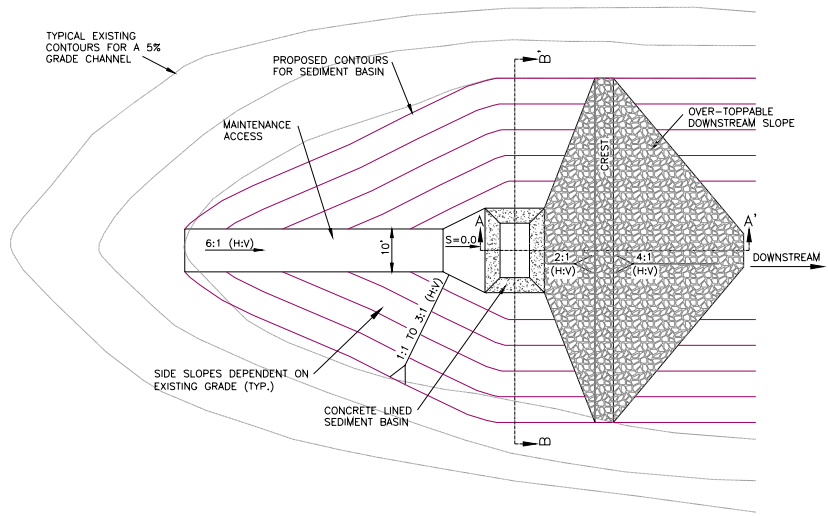 TYPICAL EXISTING
CONTOURS FOR A 5%
GRADE CHANNEL
PROPOSED CONTOURS
FOR SEDIMENT BASIN
B'
MAINTENANCE
ACCESS
OVER-TOPPABLE
DOWNSTREAM SLOPE
CREST
A
A'
6:1 (H:V)
10'
S=0.0
2:1
(H:V)
4:1
(H:V)
DOWNSTREAM
1:1 TO 3:1 (H:V)
SIDE SLOPES DEPENDENT ON
EXISTING GRADE (TYP.)
CONCRETE LINED
SEDIMENT BASIN
B